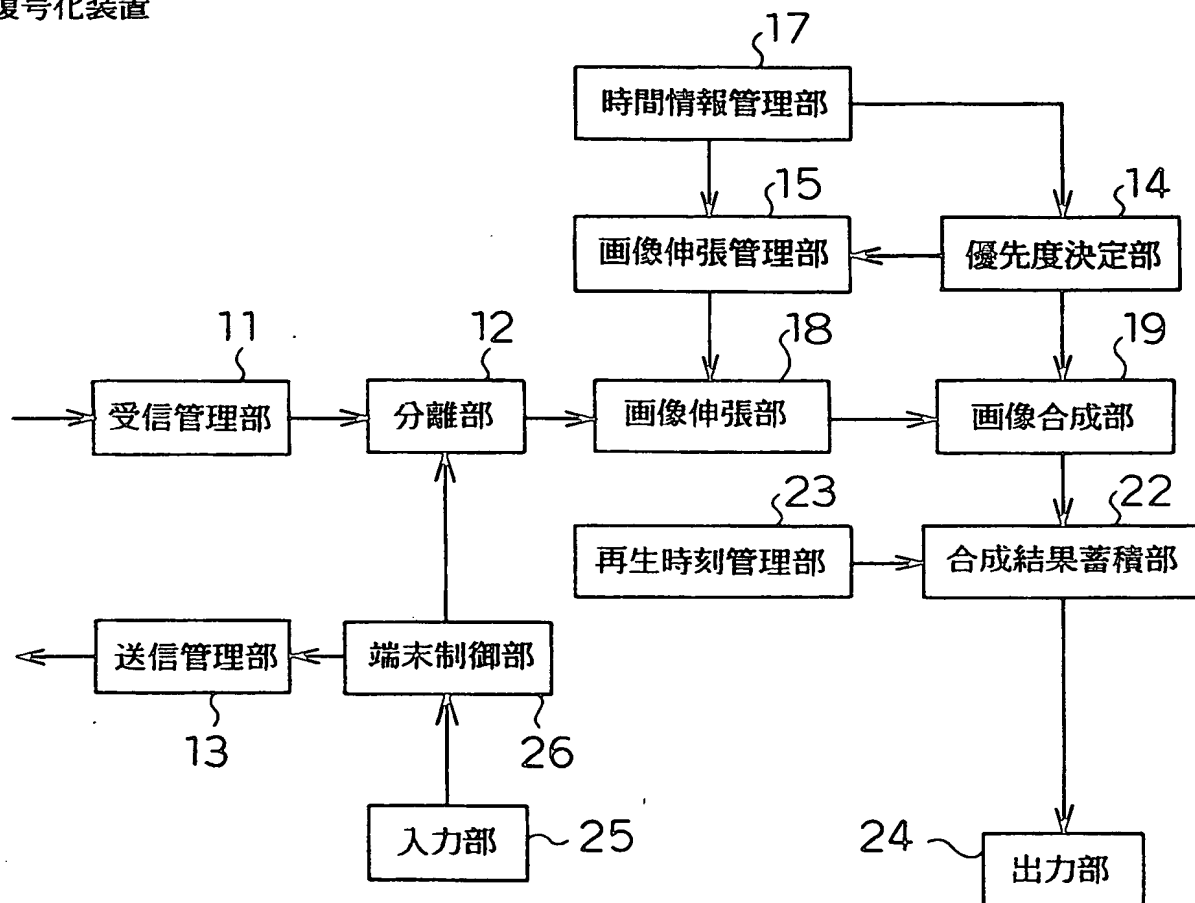 復号化装置
17
時間情報管理部
15
14
画像伸張管理部
優先度決定部
11
12
18
19
受信管理部
分離部
画像伸張部
画像合成部
23
22
再生時刻管理部
合成結果蓄積部
送信管理部
端末制御部
13
26
入力部
25
24
出力部